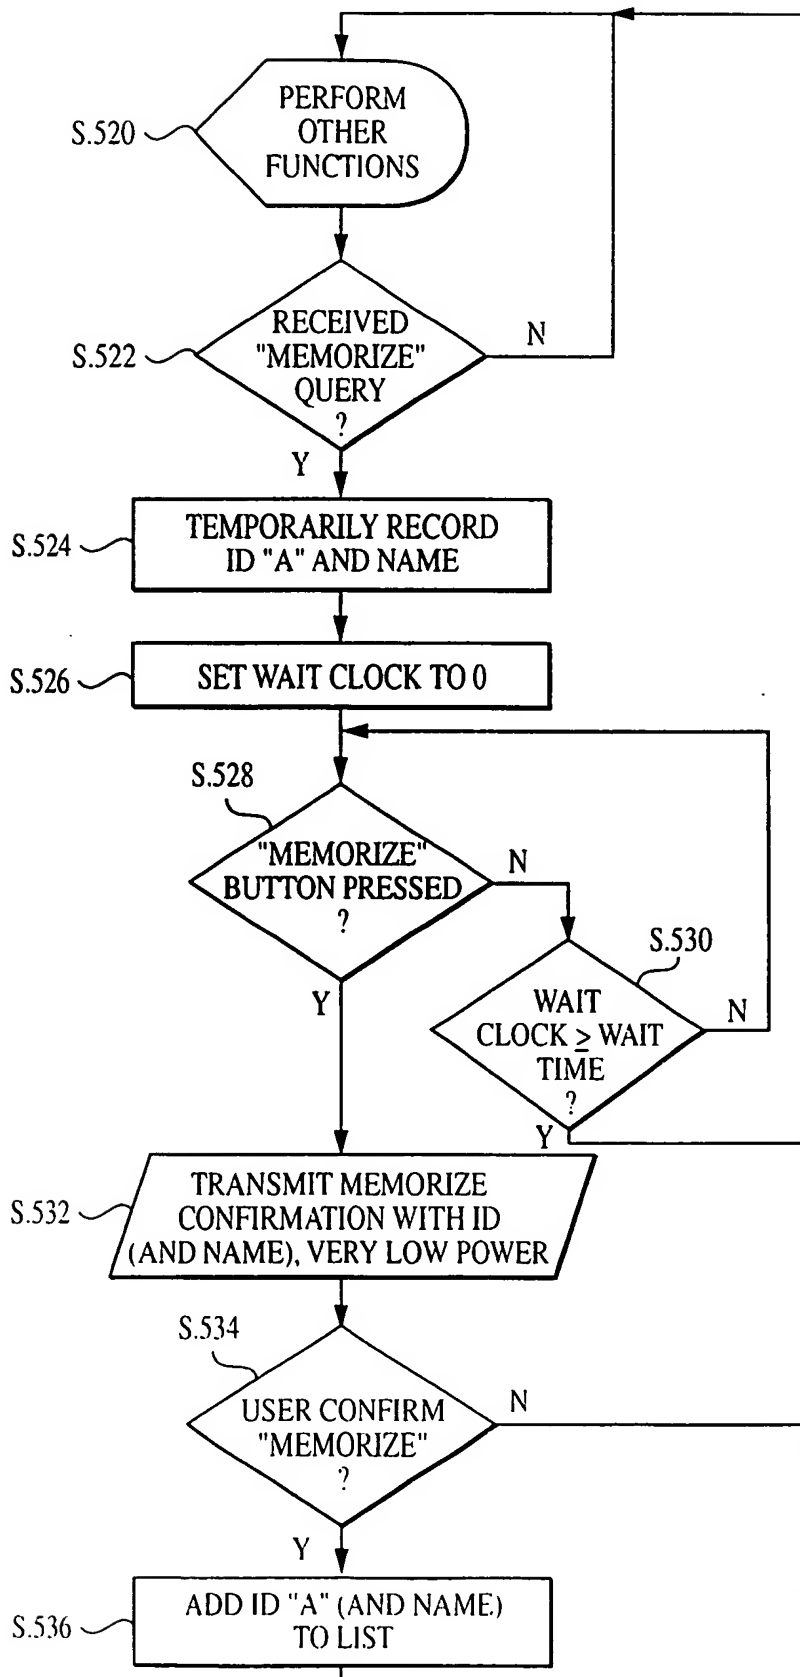 PERFORM
OTHER
FUNCTIONS
S.520
RECEIVED
"MEMORIZE"
QUERY
?
S.522
N
Y
TEMPORARILY RECORD
ID "A" AND NAME
S.524
SET WAIT CLOCK TO 0
S.526
S.528
"MEMORIZE"
BUTTON PRESSED
?
N
Y
S.530
WAIT
CLOCK ≥ WAIT
TIME
?
N
Y
TRANSMIT MEMORIZE
CONFIRMATION WITH ID
(AND NAME), VERY LOW POWER
S.532
S.534
USER CONFIRM
"MEMORIZE"
?
N
Y
ADD ID "A" (AND NAME)
TO LIST
S.536